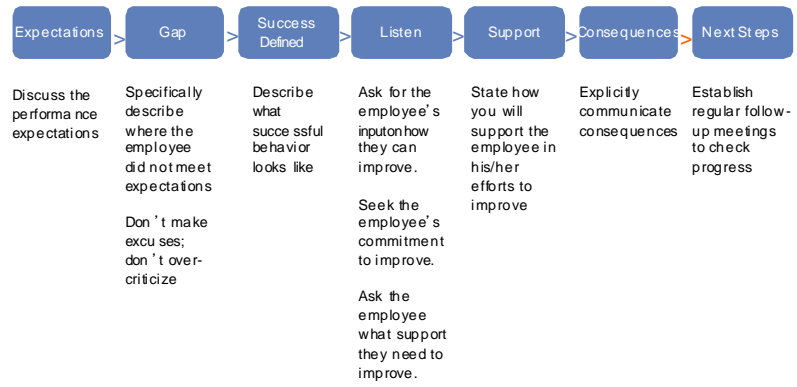 Expectations
>
Gap
>
Success
Defined
>
Listen
>
Support
>
Consequences
>
Next Steps
Discuss the
performance
expectations
Specifically
describe
where the
employee
did not meet
expectations
Don't make
excuses;
don't over-
criticize
Describe
what
successful
behavior
looks like
Ask for the
employee's
input on how
they can
improve.
Seek the
employee's
commitment
to improve.
Ask the
employee
what support
they need to
improve.
State how
you will
support the
employee in
his/her
efforts to
improve
Explicitly
communicate
consequences
Establish
regular follow-
up meetings
to check
progress